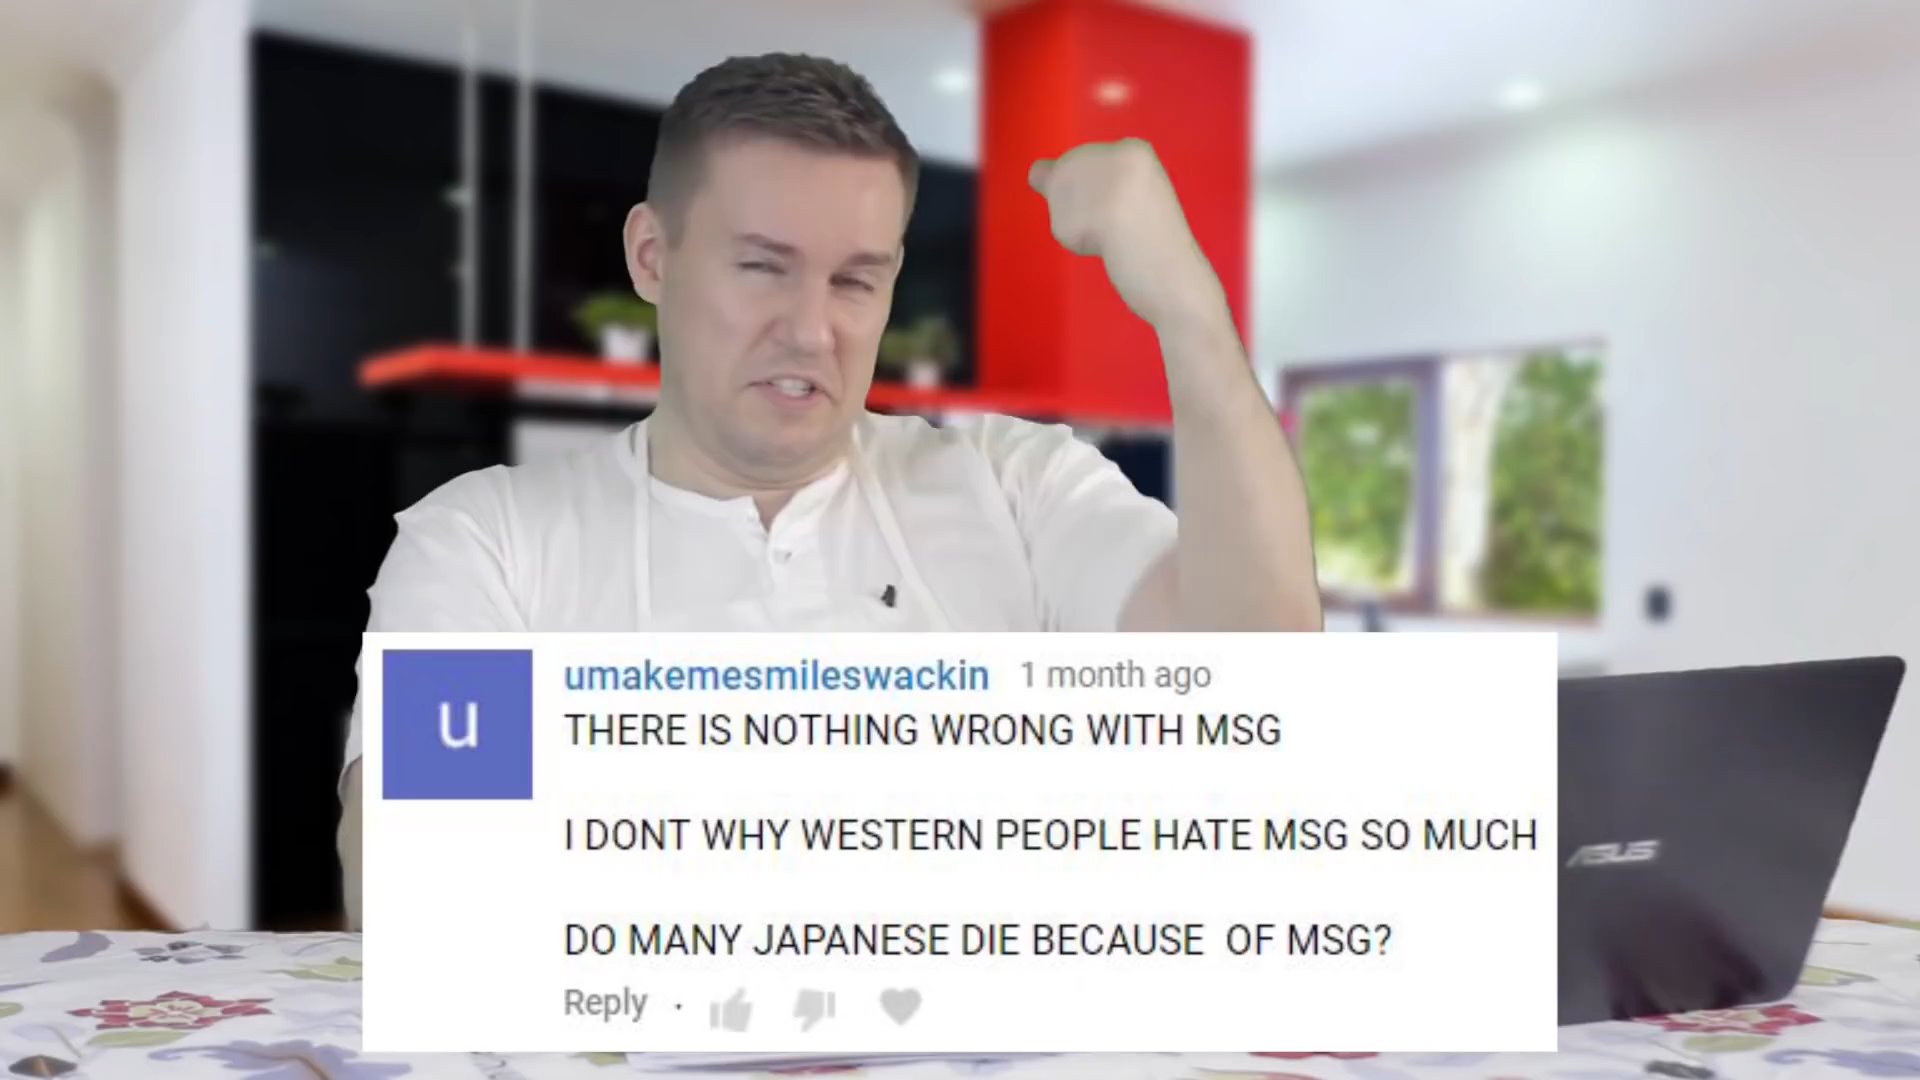 umakemesmileswackin 1 month ago
u
THERE IS NOTHING WRONG WITH MSG
I DONT WHY WESTERN PEOPLE HATE MSG SO MUCH
DO MANY JAPANESE DIE BECAUSE  OF MSG?
Reply ·
ASUS